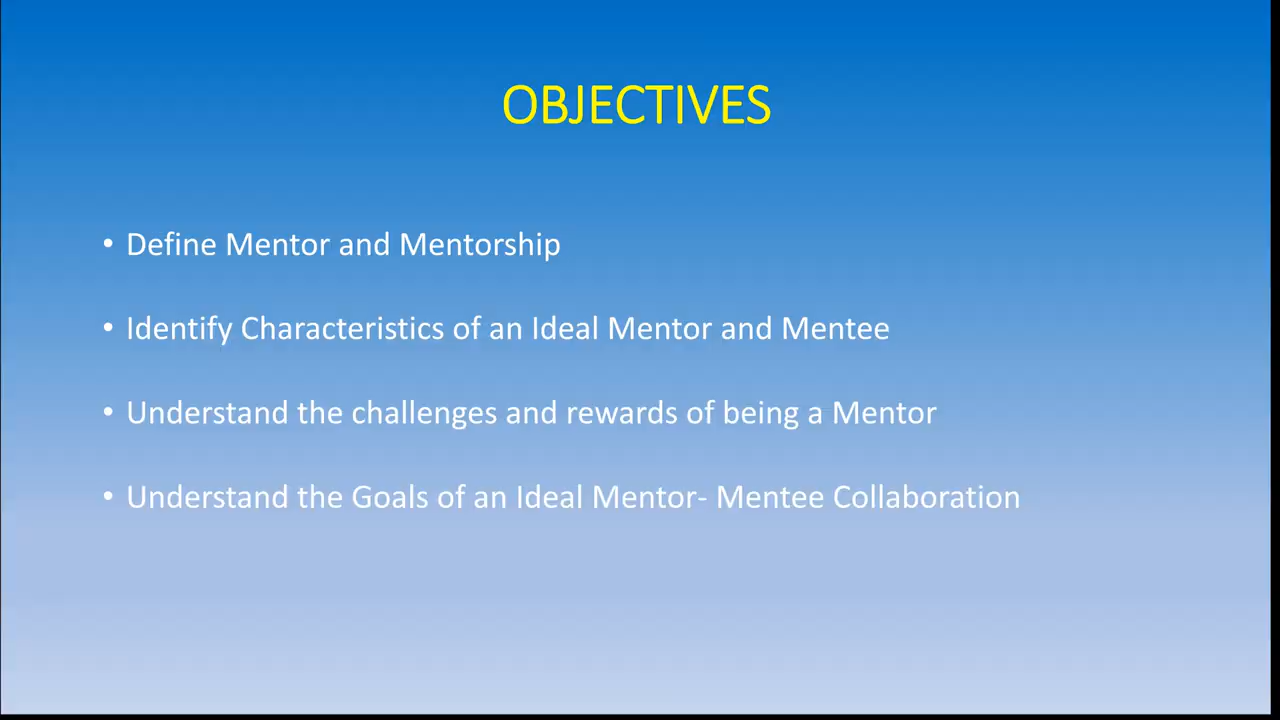 OBJECTIVES
• Define Mentor and Mentorship
• Identify Characteristics of an Ideal Mentor and Mentee
• Understand the challenges and rewards of being a Mentor
• Understand the Goals of an Ideal Mentor- Mentee Collaboration